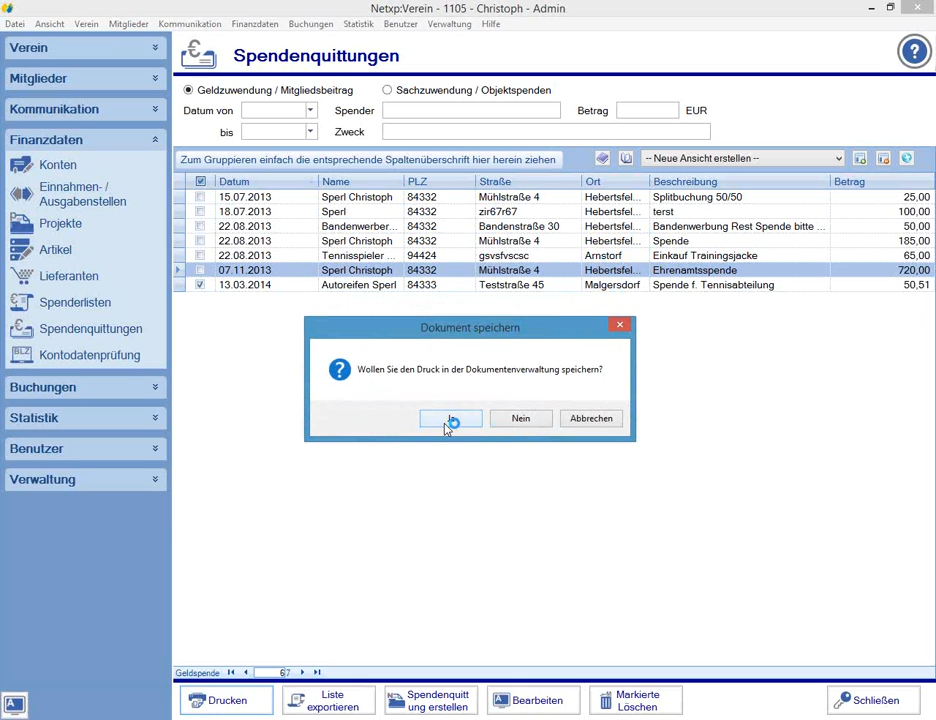 Netxp:Verein - 1105 - Christoph - Admin
Datei Ansicht Verein Mitglieder Kommunikation Finanzdaten Buchungen Statistik Benutzer Verwaltung Hilfe
Verein
Mitglieder
Kommunikation
Finanzdaten
Konten
Einnahmen- /
Ausgabenstellen
Projekte
Artikel
Lieferanten
Spendenlisten
Spendenquittungen
BLZ Kontodatenprüfung
Buchungen
Statistik
Benutzer
Verwaltung
Spendenquittungen
Geldzuwendung / Mitgliedsbeitrag Sachzuwendung / Objektspenden
Datum von Spender Betrag EUR
bis Zweck
Zum Gruppieren einfach die entsprechende Spaltenüberschrift hier herein ziehen -- Neue Ansicht erstellen --
Datum Name PLZ Straße Ort Beschreibung Betrag
15.07.2013 Sperl Christoph 84332 Mühlstraße 4 Hebertsfel... Splitbuchung 50/50 25,00
18.07.2013 Sperl 84332 zir67r67 Hebertsfel... terst 100,00
22.08.2013 Bandenwerber... 84332 Bandenstraße 30 Hebertsfel... Bandenwerbung Rest Spende bitte ... 50,00
22.08.2013 Sperl Christoph 84332 Mühlstraße 4 Hebertsfel... Spende 185,00
22.08.2013 Tennisspieler ... 94424 gsvsfvscsc Arnstorf Einkauf Trainingsjacke 65,00
07.11.2013 Sperl Christoph 84332 Mühlstraße 4 Hebertsfel... Ehrenamtsspende 720,00
13.03.2014 Autoreifen Sperl 84333 Teststraße 45 Malgersdorf Spende f. Tennisabteilung 50,51
Dokument speichern
Wollen Sie den Druck in der Dokumentenverwaltung speichern?
Nein Abbrechen
Geldspende 6/7
Drucken
Liste
exportieren
Spendenquitt
ung erstellen
Bearbeiten
Markierte
Löschen
Schließen